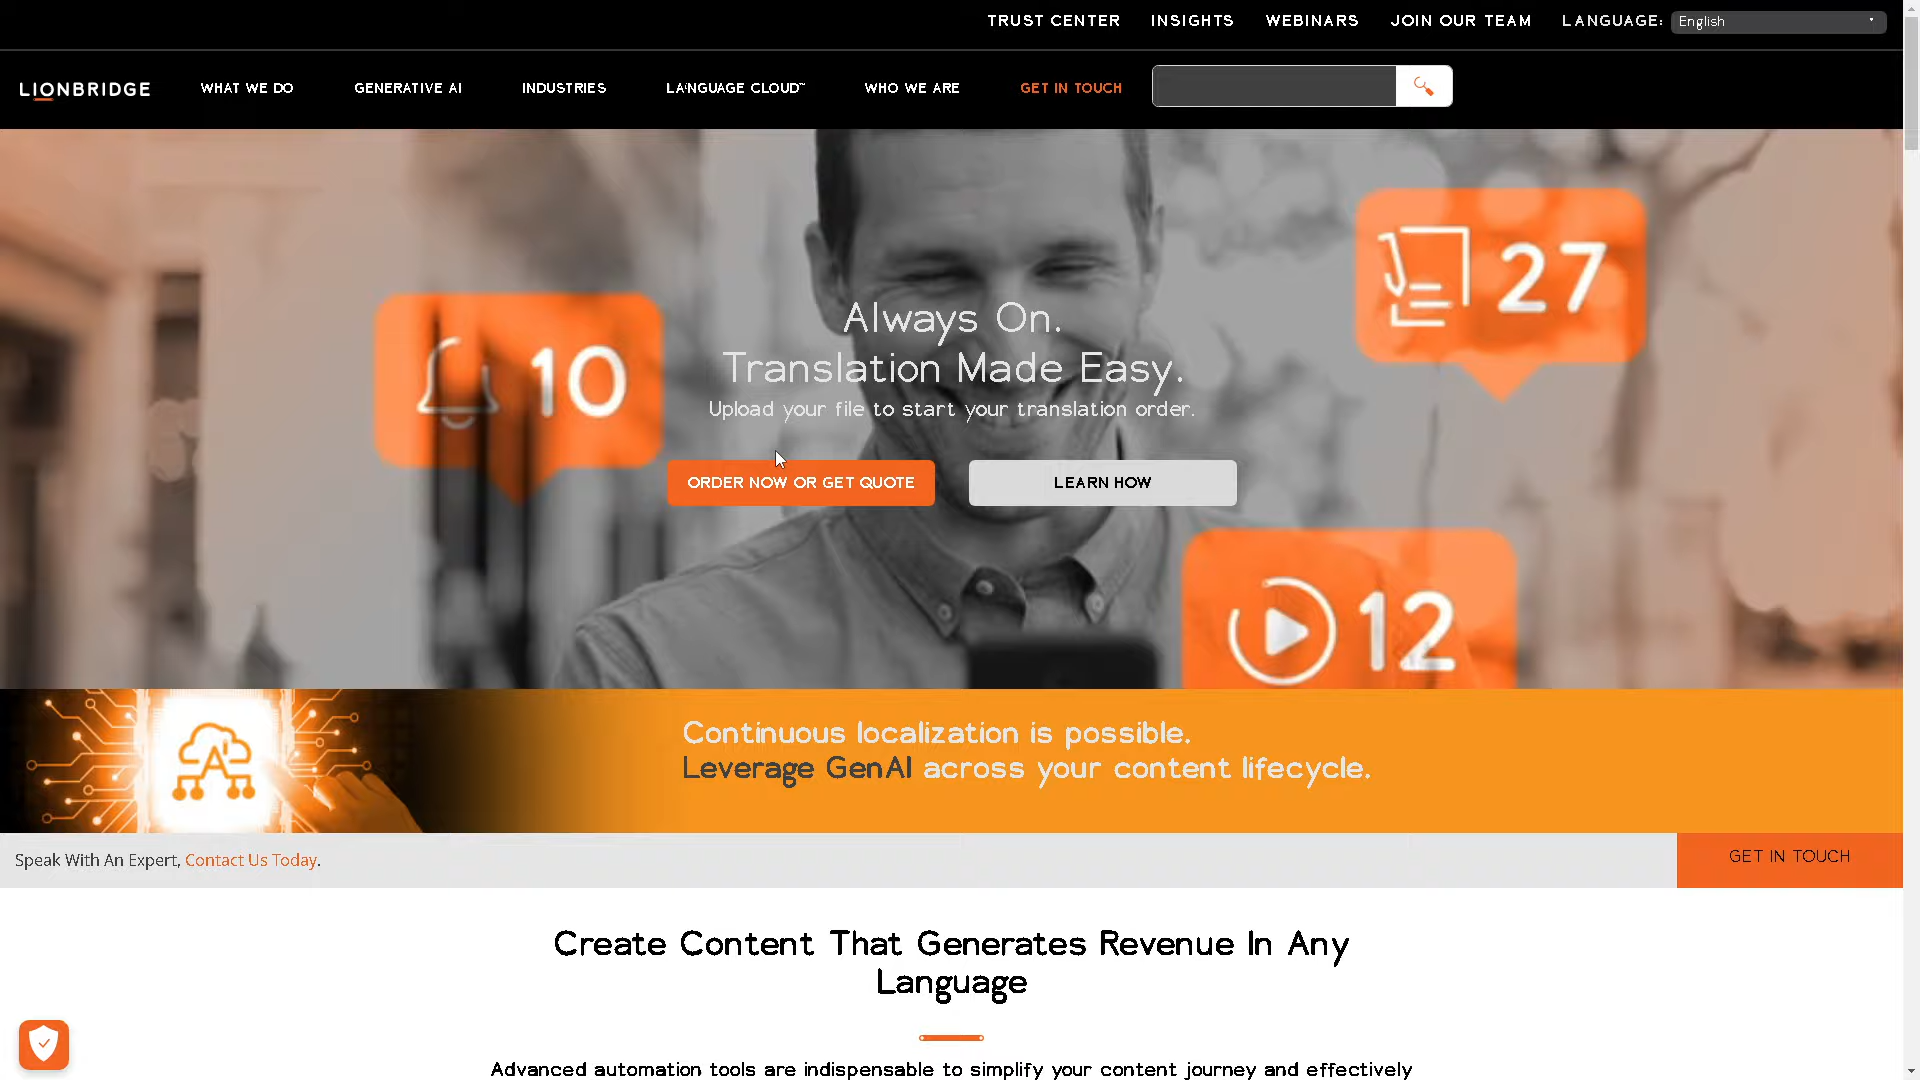 TRUST CENTER INSIGHTS WEBINARS JOIN OUR TEAM LANGUAGE: English
LIONBRIDGE WHAT WE DO GENERATIVE AI INDUSTRIES LANGUAGE CLOUD™ WHO WE ARE GET IN TOUCH
27
10
Always On.
Translation Made Easy.
Upload your file to start your translation order.
ORDER NOW OR GET QUOTE LEARN HOW
12
Continuous localization is possible.
Leverage GenAI across your content lifecycle.
Speak With An Expert, Contact Us Today.
GET IN TOUCH
Create Content That Generates Revenue In Any
Language
Advanced automation tools are indispensable to simplify your content journey and effectively